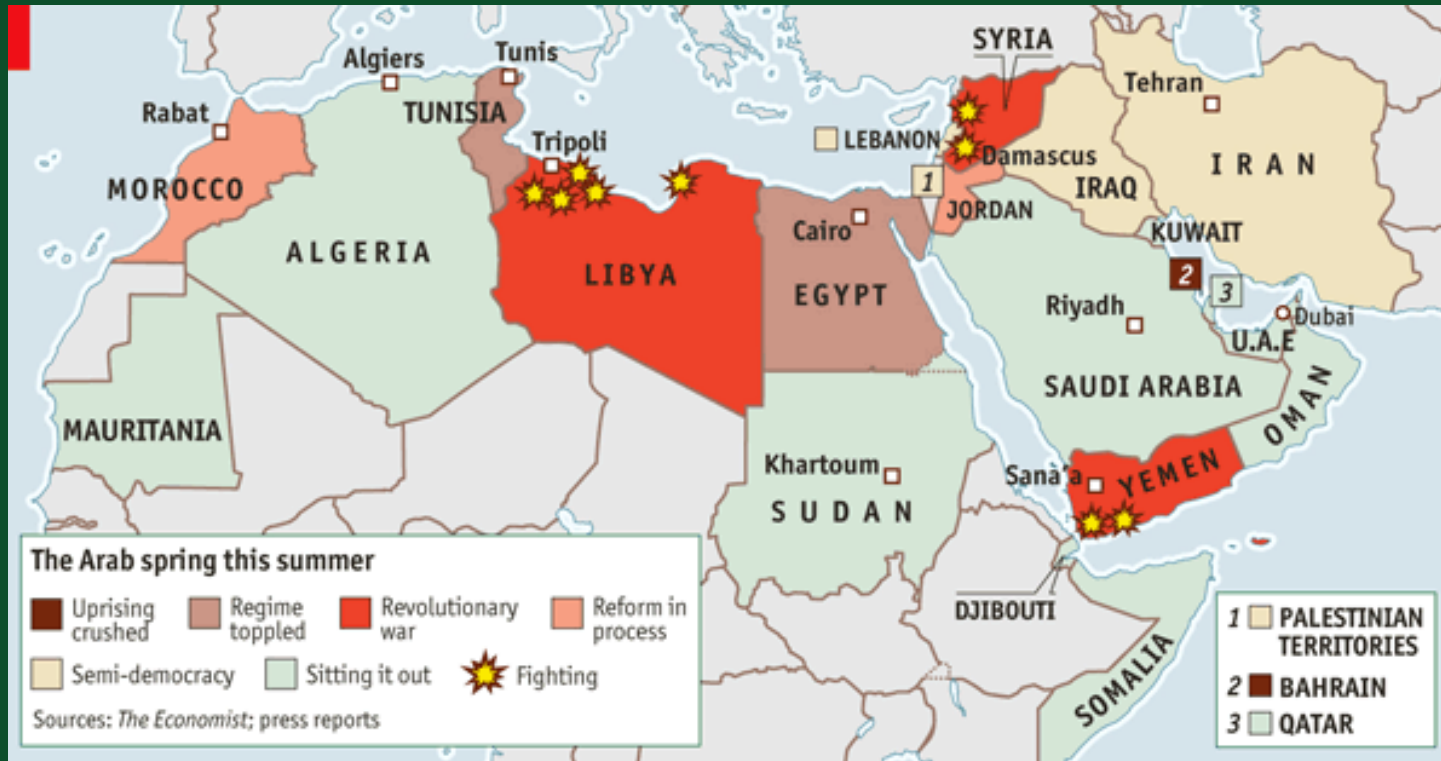 SYRIA
Tunis
Algiers
Tehran
Rabat
TUNISIA
Tripoli
LEBANON
Damascus
IRAN
MOROCCO
1
IRAQ
JORDAN
KUWAIT
Cairo
ALGERIA
LIBYA
2
EGYPT
3
Riyadh
Dubai
U.A.E
SAUDI ARABIA
OMAN
MAURITANIA
Khartoum
Sana'a
YEMEN
SUDAN
DJIBOUTI
SOMALIA
The Arab spring this summer
Uprising crushed
Regime toppled
Revolutionary war
Reform in process
Semi-democracy
Sitting it out
Fighting
Sources: The Economist; press reports
1 PALESTINIAN
TERRITORIES
2 BAHRAIN
3 QATAR